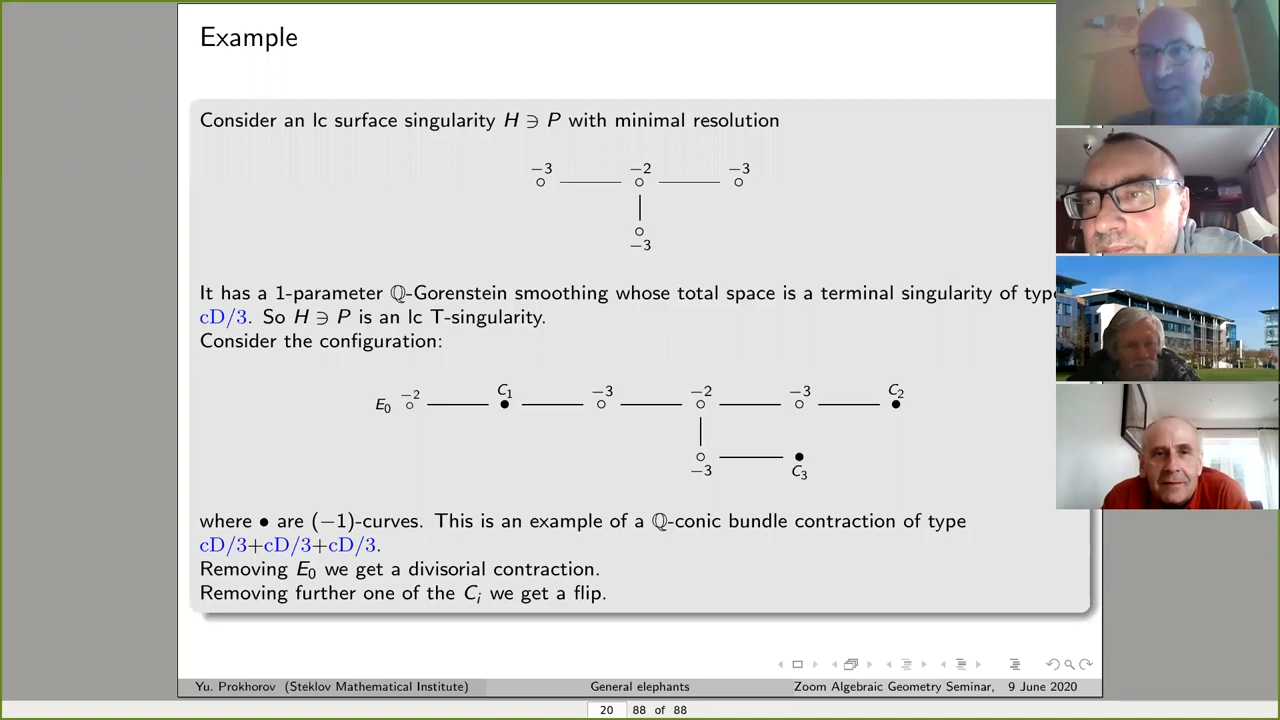 Example
Consider an lc surface singularity H ∋ P with minimal resolution
−3 −2 −3
−3
It has a 1-parameter ℚ-Gorenstein smoothing whose total space is a terminal singularity of type
cD/3. So H ∋ P is an lc T-singularity.
Consider the configuration:
E₀ −2 C₁ −3 −2 −3 C₂
−3 C₃
where • are (−1)-curves. This is an example of a ℚ-conic bundle contraction of type
cD/3+cD/3+cD/3.
Removing E₀ we get a divisorial contraction.
Removing further one of the Cᵢ we get a flip.
Yu. Prokhorov (Steklov Mathematical Institute) General elephants Zoom Algebraic Geometry Seminar, 9 June 2020
20 88 of 88